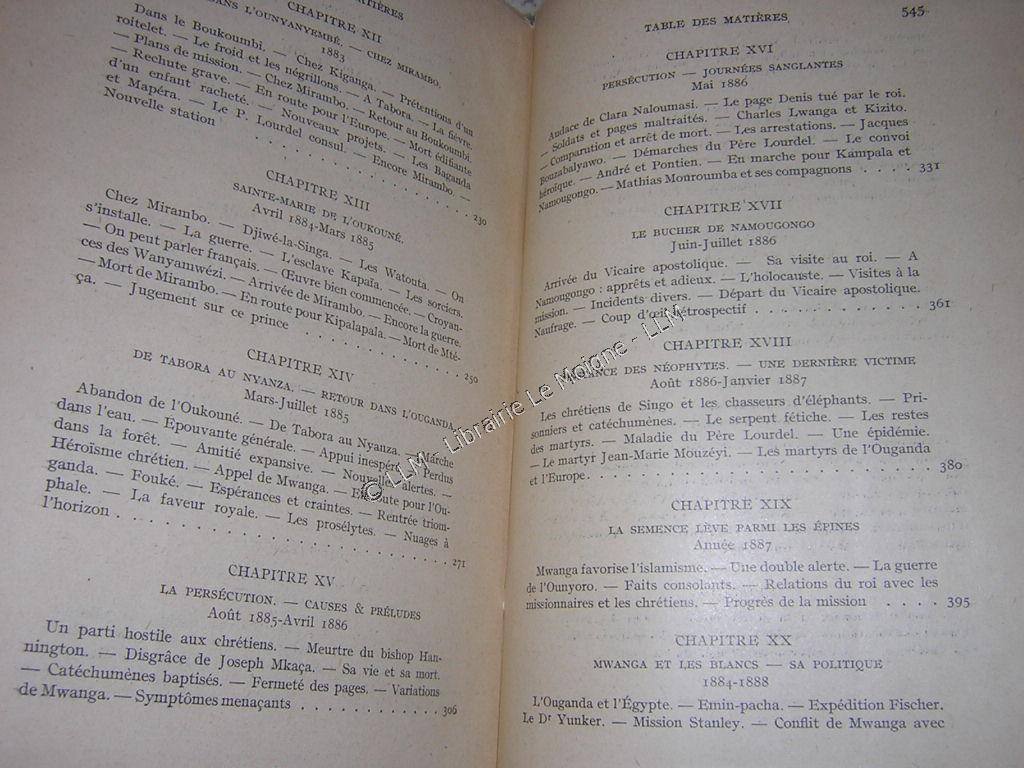 MATIÈRES
CHAPITRE XII
DANS L'OUNYANYEMBÉ. — CHEZ MIRAMBO.
1883
Dans le Boukoumbi. — Chez Kiganga. — Prétentions d'un
roitelet. — Le froid et les négrillons. — A Tabora. — La fièvre.
— Plans de mission. — Chez Mirambo. — Retour au Boukoumbi.
— Rechute grave. — En route pour l'Europe. — Mort édifiante
d'un enfant racheté. — Nouveaux projets. — Les Baganda
et Mapéra. — Le P. Lourdel consul. — Encore Mirambo. —
Nouvelle station . . . . . . . . . . . . . . . . 230
CHAPITRE XIII
SAINTE-MARIE DE L'OUKOUNÉ.
Avril 1884-Mars 1885
Chez Mirambo. — Djiwé-la-Singa. — Les Watouta. — On
s'installe. — La guerre. — L'esclave Kapaïa. — Les sorciers.
— On peut parler français. — Œuvre bien commencée. — Croyan-
ces des Wanyamwézi. — Arrivée de Mirambo. — Encore la guerre.
— Mort de Mirambo. — En route pour Kipalapala. — Mort de Mté-
ça. — Jugement sur ce prince . . . . . . . . . . . . 250
CHAPITRE XIV
DE TABORA AU NYANZA. — RETOUR DANS L'OUGANDA.
Mars-Juillet 1885
Abandon de l'Oukouné. — De Tabora au Nyanza. — Marche
dans l'eau. — Épouvante générale. — Appui inespéré. — Perdus
dans la forêt. — Amitié expansive. — Nouvelles alertes. —
Héroïsme chrétien. — Appel de Mwanga. — En route pour l'Ou-
ganda. — Fouké. — Espérances et craintes. — Rentrée triom-
phale. — La faveur royale. — Les prosélytes. — Nuages à
l'horizon . . . . . . . . . . . . . . . . . . . . 271
CHAPITRE XV
LA PERSÉCUTION. — CAUSES & PRÉLUDES
Août 1885-Avril 1886
Un parti hostile aux chrétiens. — Meurtre du bishop Han-
nington. — Disgrâce de Joseph Mkaça. — Sa vie et sa mort.
— Catéchumènes baptisés. — Fermeté des pages. — Variations
de Mwanga. — Symptômes menaçants . . . . . . . . . . . . 306
TABLE DES MATIÈRES 545
CHAPITRE XVI
PERSÉCUTION — JOURNÉES SANGLANTES
Mai 1886
Audace de Clara Naloumasi. — Le page Denis tué par le roi.
— Soldats et pages maltraités. — Charles Lwanga et Kizito.
— Comparution et arrêt de mort. — Les arrestations. — Jacques
Bouzabalyawo. — Démarches du Père Lourdel. — Le convoi
héroïque. — André et Pontien. — En marche pour Kampala et
Namougongo. — Mathias Mouroumba et ses compagnons . . . . 331
CHAPITRE XVII
LE BUCHER DE NAMOUGONGO
Juin-Juillet 1886
Arrivée du Vicaire apostolique. — Sa visite au roi. — A
Namougongo : apprêts et adieux. — L'holocauste. — Visites à la
mission. — Incidents divers. — Départ du Vicaire apostolique.
Naufrage. — Coup d'œil rétrospectif . . . . . . . . . . 361
CHAPITRE XVIII
DES NÉOPHYTES. — UNE DERNIÈRE VICTIME
Août 1886-Janvier 1887
Les chrétiens de Singo et les chasseurs d'éléphants. — Pri-
sonniers et catéchumènes. — Le serpent fétiche. — Les restes
des martyrs. — Maladie du Père Lourdel. — Une épidémie.
— Le martyr Jean-Marie Mouzéyi. — Les martyrs de l'Ouganda
et l'Europe . . . . . . . . . . . . . . . . . . . . 380
CHAPITRE XIX
LA SEMENCE LÈVE PARMI LES ÉPINES
Année 1887
Mwanga favorise l'islamisme. — Une double alerte. — La guerre
de l'Ounyoro. — Faits consolants. — Relations du roi avec les
missionnaires et les chrétiens. — Progrès de la mission . . . . 395
CHAPITRE XX
MWANGA ET LES BLANCS — SA POLITIQUE
1884-1888
L'Ouganda et l'Égypte. — Emin-pacha. — Expédition Fischer.
Le Dr Yunker. — Mission Stanley. — Conflit de Mwanga avec
© LLM - Librairie Le Moigne - LLM